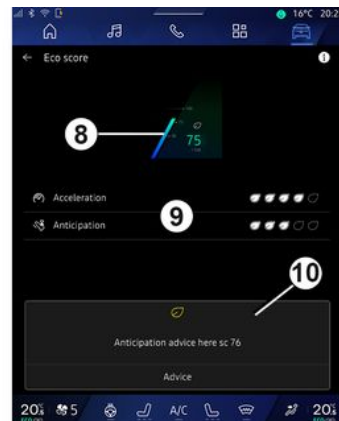 16°C 20:2
Eco score
8
75
Acceleration
9
Anticipation
10
Anticipation advice here sc 76
Advice
20 5 A/C 20